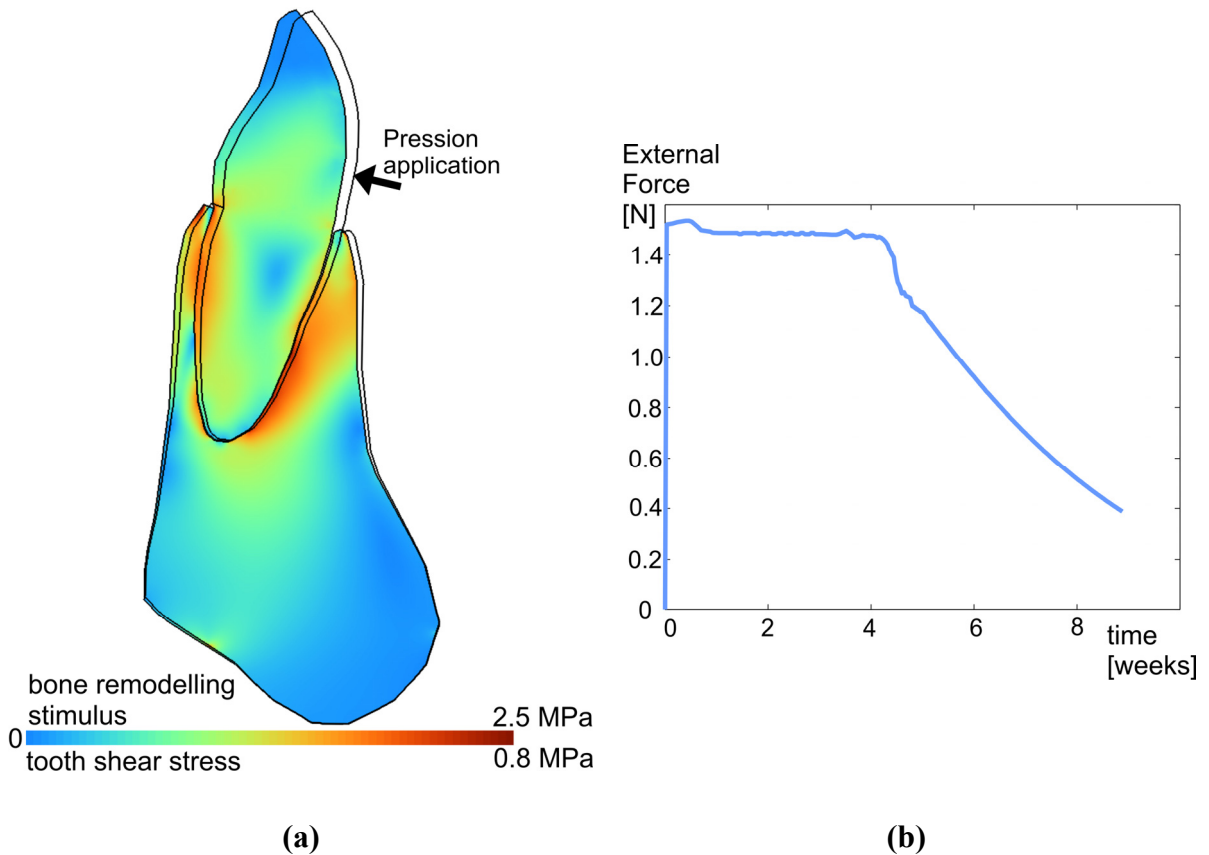 Pression
application
bone remodelling
stimulus
0
2.5 MPa
tooth shear stress
0.8 MPa
(a)
External
Force
[N]
1.4
1.2
1.0
0.8
0.6
0.4
0.2
0
0 2 4 6 8
time
[weeks]
(b)